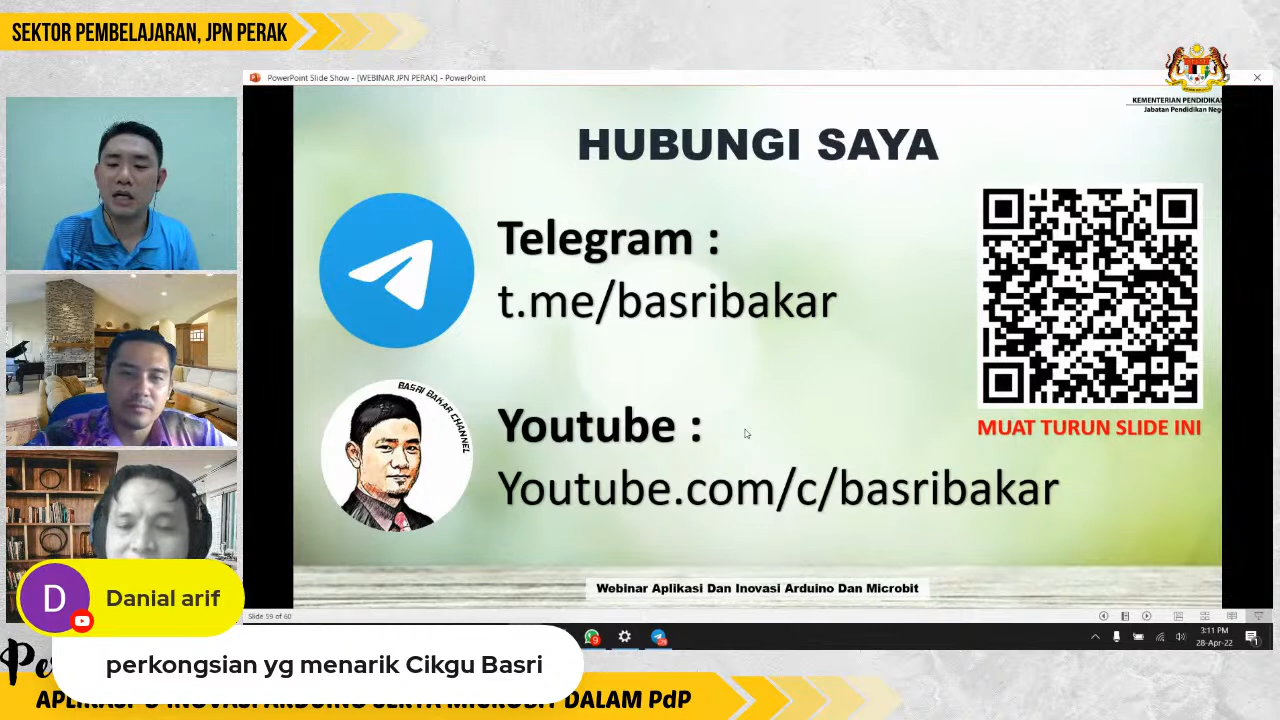 SEKTOR PEMBELAJARAN, JPN PERAK
PowerPoint Slide Show - [WEBINAR JPN PERAK] - PowerPoint
KEMENTERIAN PENDIDIKAN
Jabatan Pendidikan
HUBUNGI SAYA
Telegram :
t.me/basribakar
MUAT TURUN SLIDE INI
BASRI BAKAR CHANNEL
Youtube :
Youtube.com/c/basribakar
Webinar Aplikasi Dan Inovasi Arduino Dan Microbit
Slide 59 of 60
3:11 PM
28-Apr-22
D
Danial arif
perkongsian yg menarik Cikgu Basri
DALAM PdP